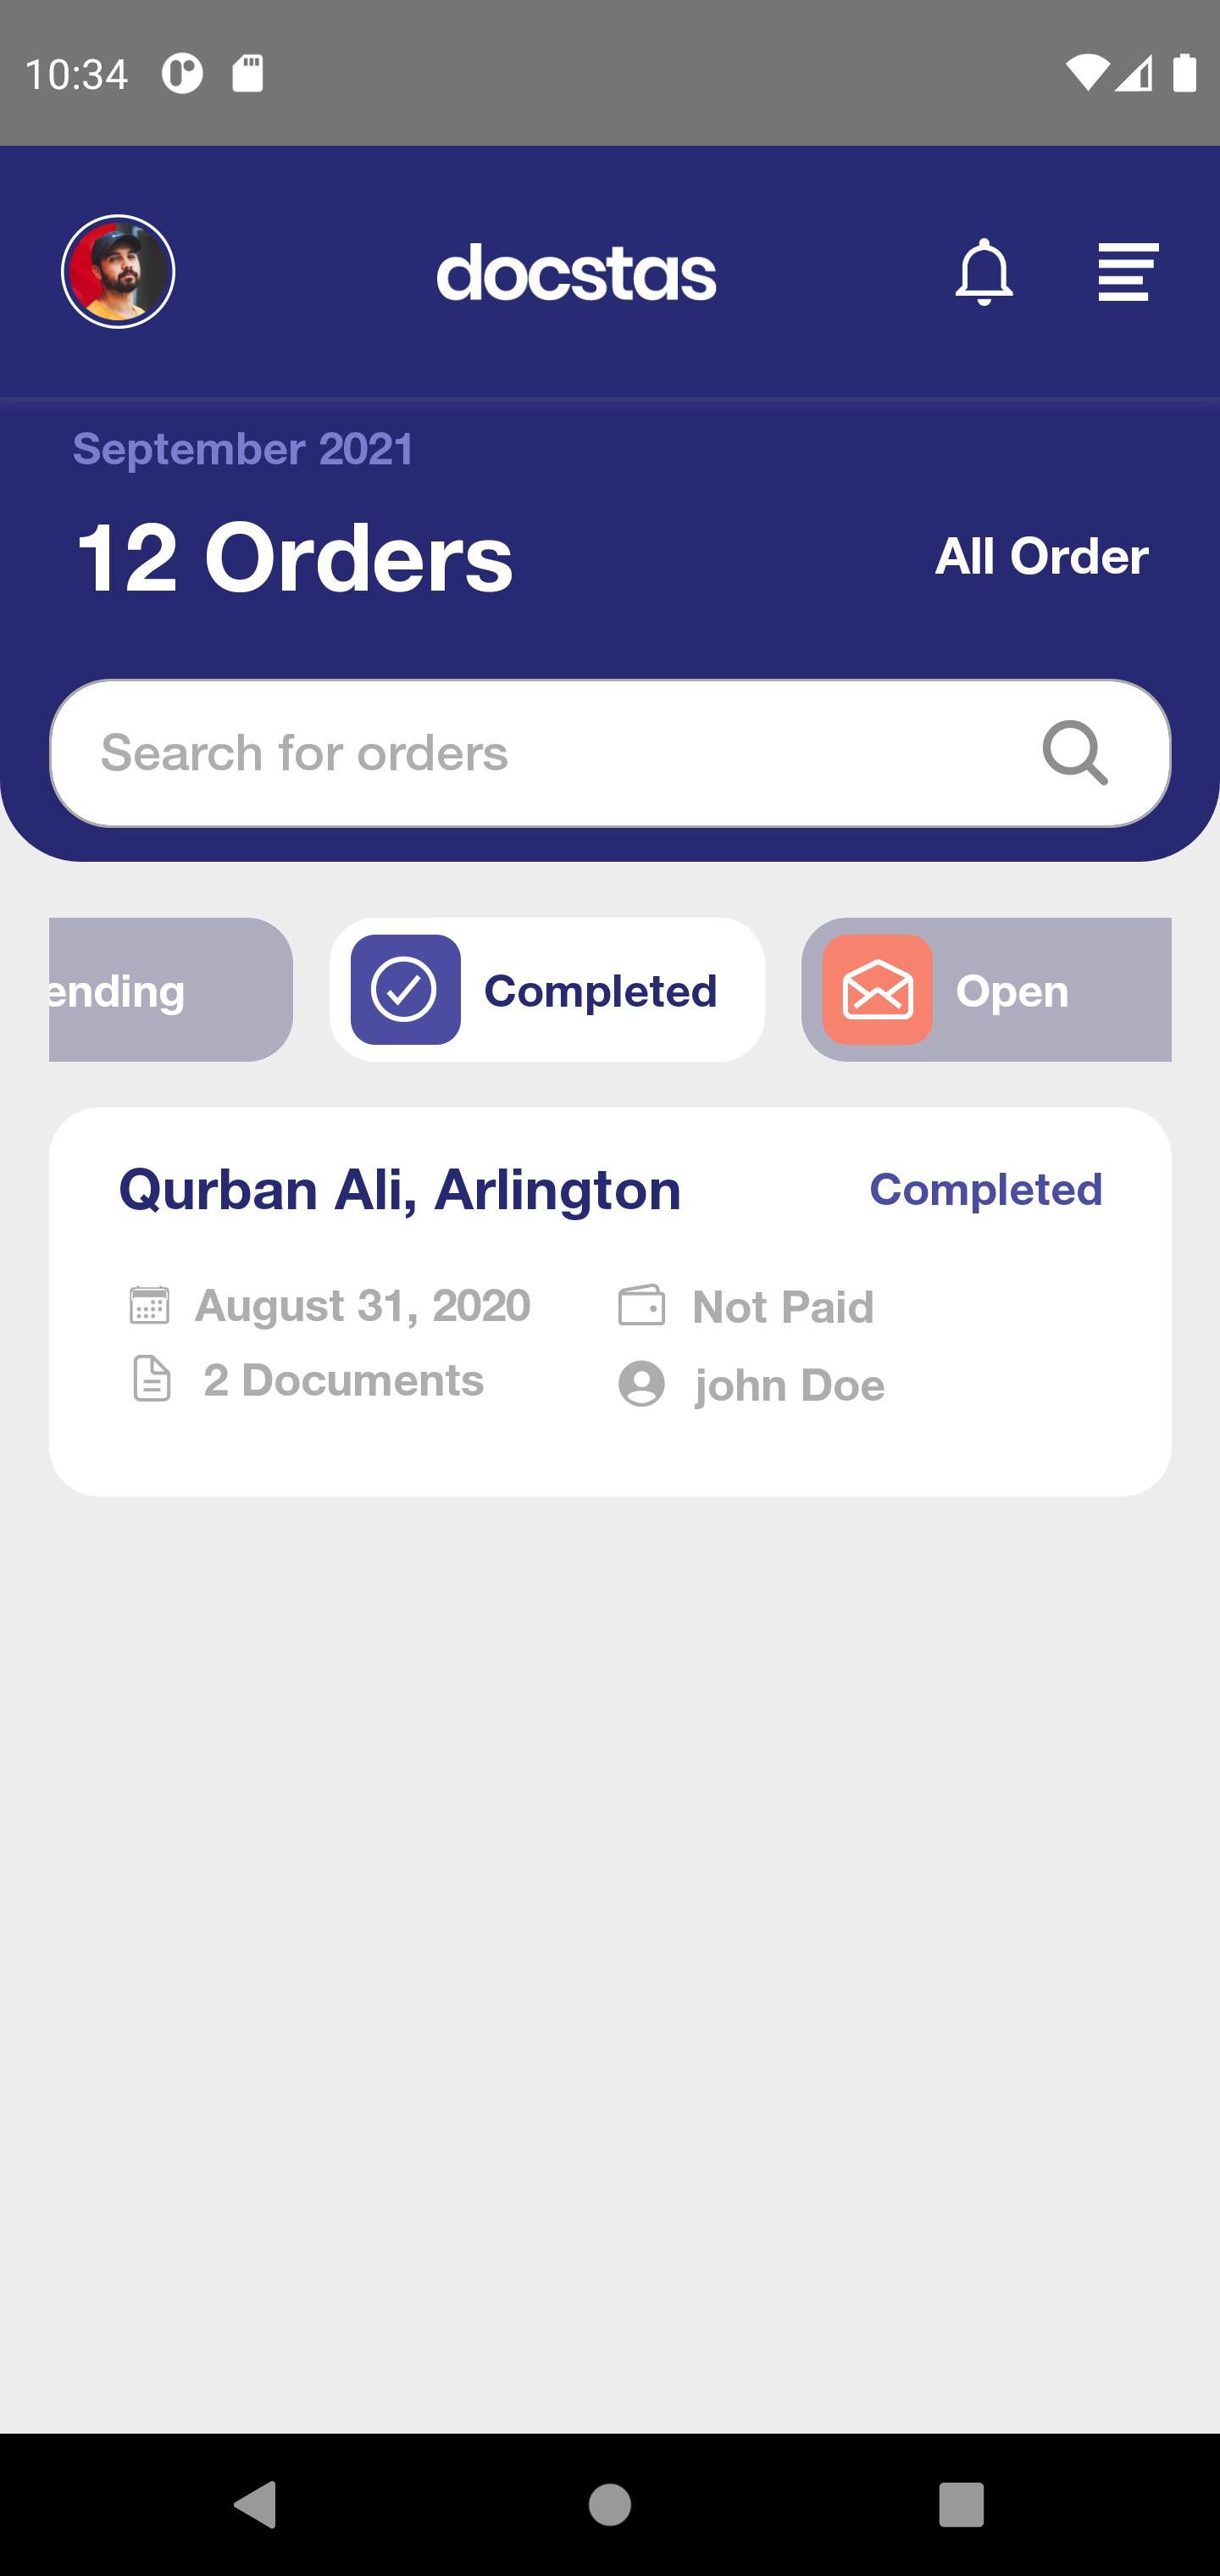 10:34
docstas
September 2021
12 Orders
All Order
Search for orders
ending
Completed
Open
Qurban Ali, Arlington
Completed
August 31, 2020
Not Paid
2 Documents
john Doe